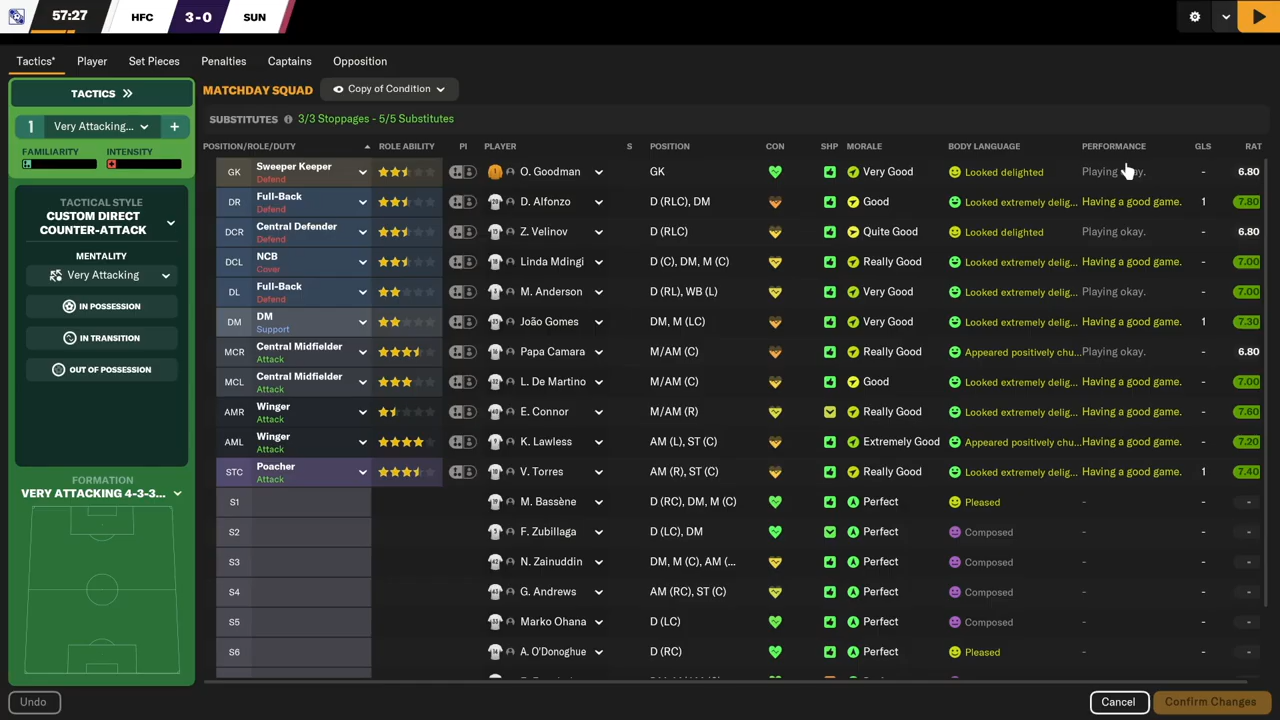 57:27 HFC 3-0 SUN
Tactics* Player Set Pieces Penalties Captains Opposition
TACTICS
1 Very Attacking... +
FAMILIARITY INTENSITY
TACTICAL STYLE
CUSTOM DIRECT
COUNTER-ATTACK
MENTALITY
Very Attacking
IN POSSESSION
IN TRANSITION
OUT OF POSSESSION
FORMATION
VERY ATTACKING 4-3-3...
MATCHDAY SQUAD Copy of Condition
SUBSTITUTES 3/3 Stoppages - 5/5 Substitutes
POSITION/ROLE/DUTY ROLE ABILITY PI PLAYER S POSITION CON SHP MORALE BODY LANGUAGE PERFORMANCE GLS RAT
GK Sweeper Keeper Defend O. Goodman GK Very Good Looked delighted Playing okay. - 6.80
DR Full-Back Defend D. Alfonzo D (RLC), DM Good Looked extremely delig... Having a good game. 1 7.80
DCR Central Defender Defend Z. Velinov D (RLC) Quite Good Looked delighted Playing okay. - 6.80
DCL NCB Cover Linda Mdingi D (C), DM, M (C) Really Good Looked extremely delig... Having a good game. - 7.00
DL Full-Back Defend M. Anderson D (RL), WB (L) Very Good Looked extremely delig... Having a good game. - 7.00
DM DM Support João Gomes DM, M (LC) Very Good Looked extremely delig... Having a good game. 1 7.30
MCR Central Midfielder Attack Papa Camara M/AM (C) Really Good Appeared positively chu... Playing okay. - 6.80
MCL Central Midfielder Attack L. De Martino M/AM (C) Good Looked extremely delig... Having a good game. - 7.00
AMR Winger Attack E. Connor M/AM (R) Really Good Looked extremely delig... Having a good game. - 7.60
AML Winger Attack K. Lawless AM (L), ST (C) Extremely Good Appeared positively chu... Having a good game. - 7.20
STC Poacher Attack V. Torres AM (R), ST (C) Really Good Looked extremely delig... Having a good game. 1 7.40
S1 M. Bassène D (RC), DM, M (C) Perfect Pleased - - -
S2 F. Zubillaga D (LC), DM Perfect Composed - - -
S3 N. Zainuddin DM, M (C), AM (... Perfect Composed - - -
S4 G. Andrews AM (RC), ST (C) Perfect Composed - - -
S5 Marko Ohana D (LC) Perfect Composed - - -
S6 A. O'Donoghue D (RC) Perfect Pleased - - -
Undo Cancel Confirm Changes